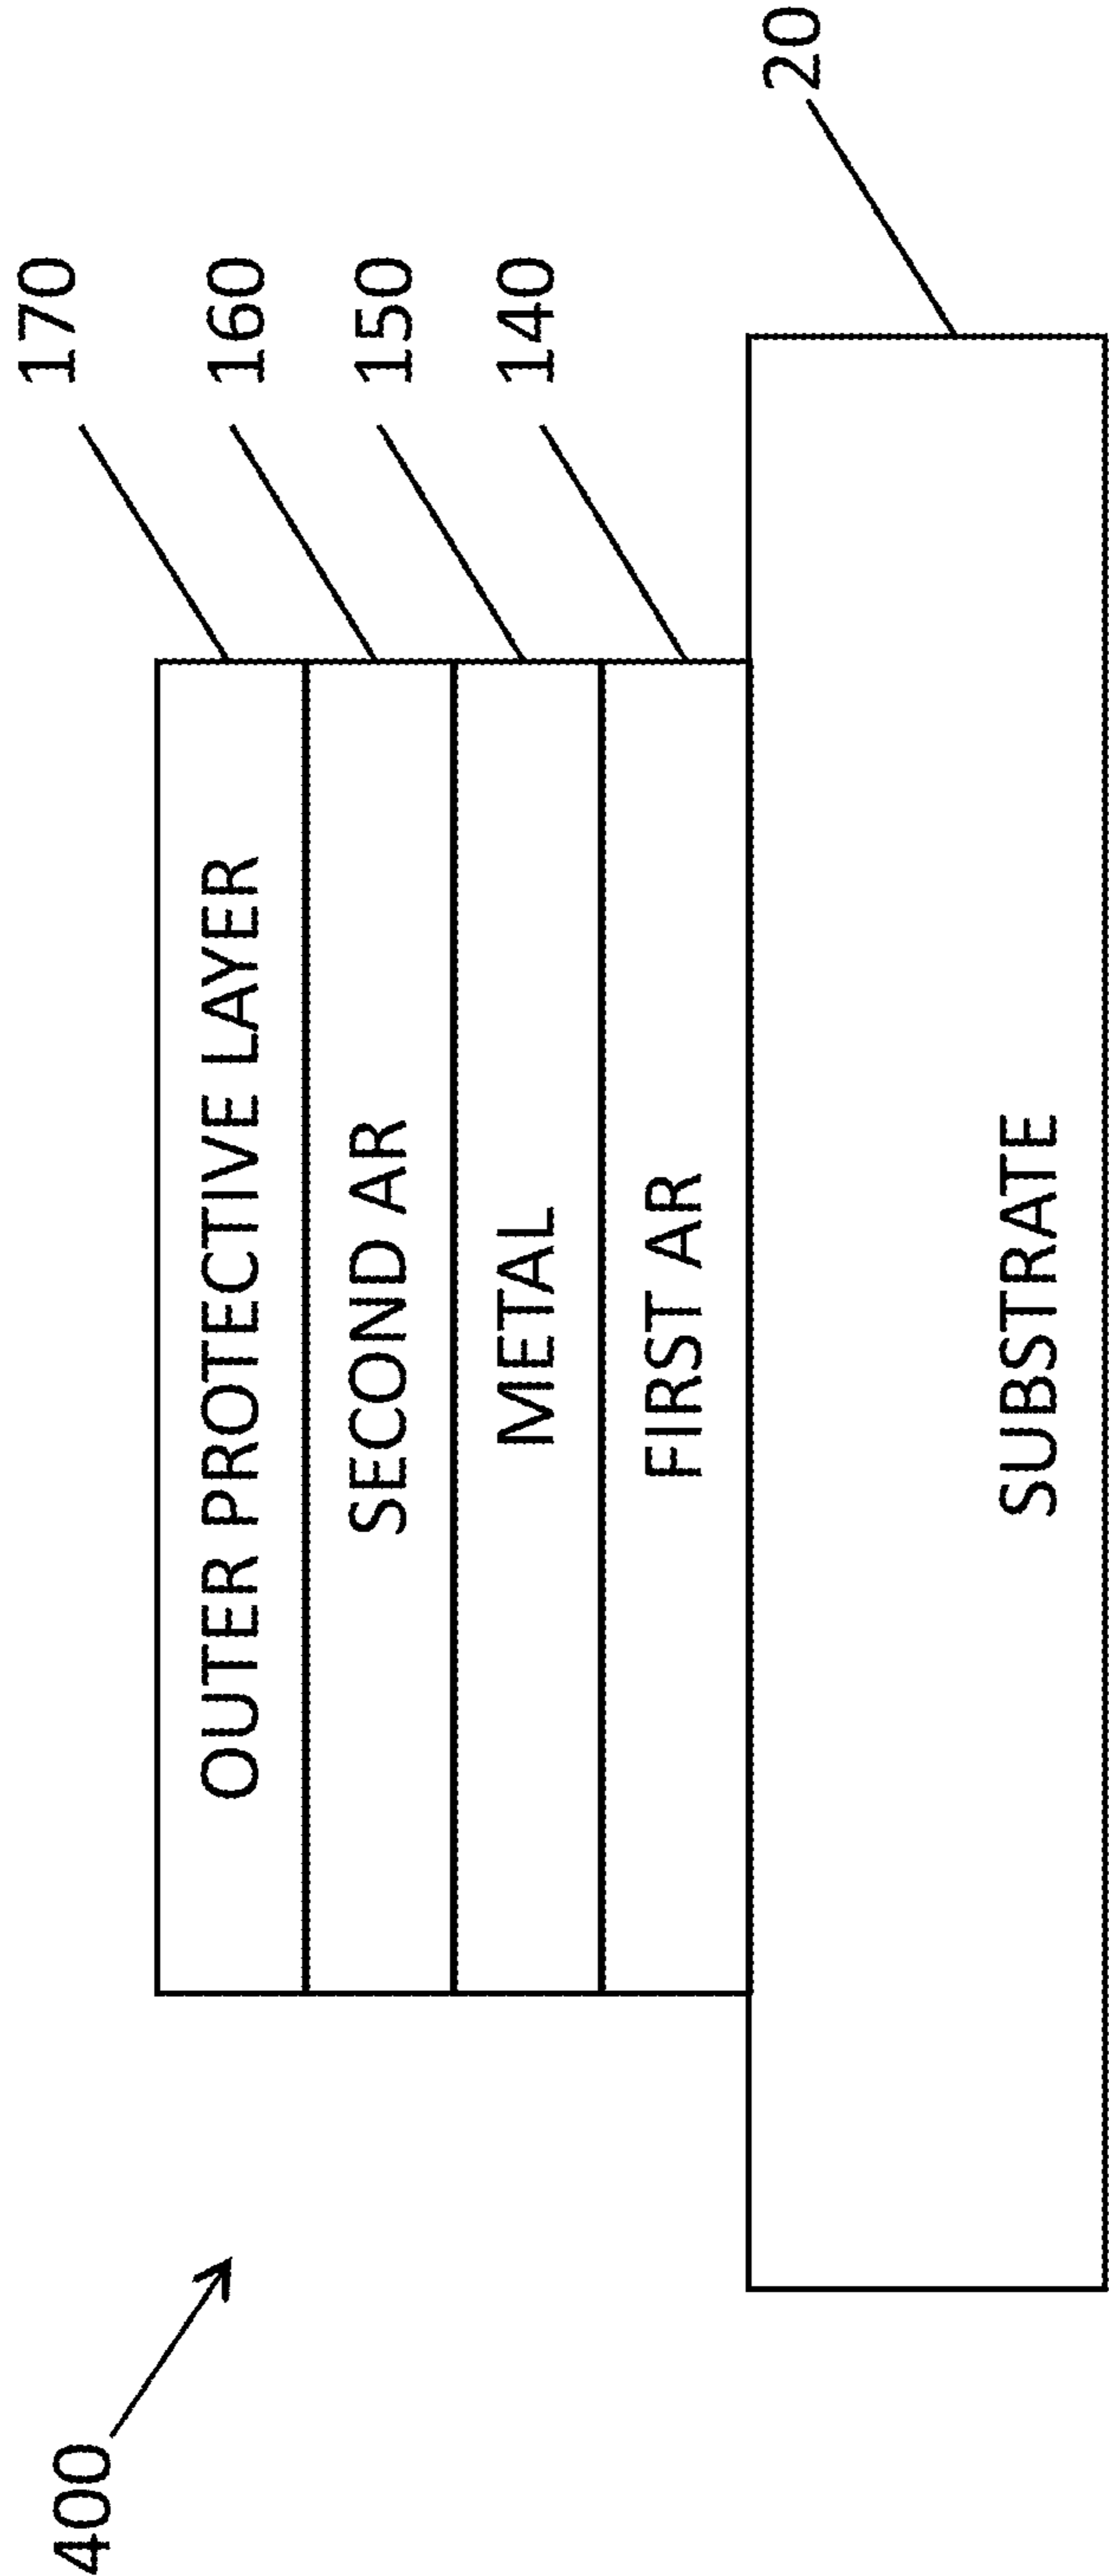 400
170
OUTER PROTECTIVE LAYER
160
SECOND AR
150
METAL
140
FIRST AR
20
SUBSTRATE